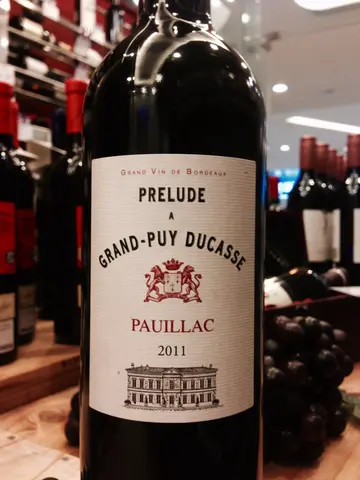 GRAND VIN DE BORDEAUX
PRELUDE
A
GRAND-PUY DUCASSE
PAUILLAC
2011